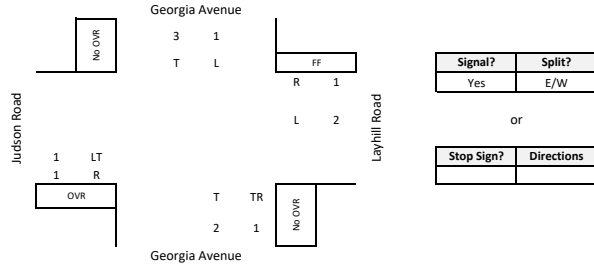 Georgia Avenue
No OVR
3 1
T L
FF
R 1
L 2
Judson Road
Layhill Road
Signal? Split?
Yes E/W
or
Stop Sign? Directions
1 LT
1 R
OVR
T TR
2 1
No OVR
Georgia Avenue